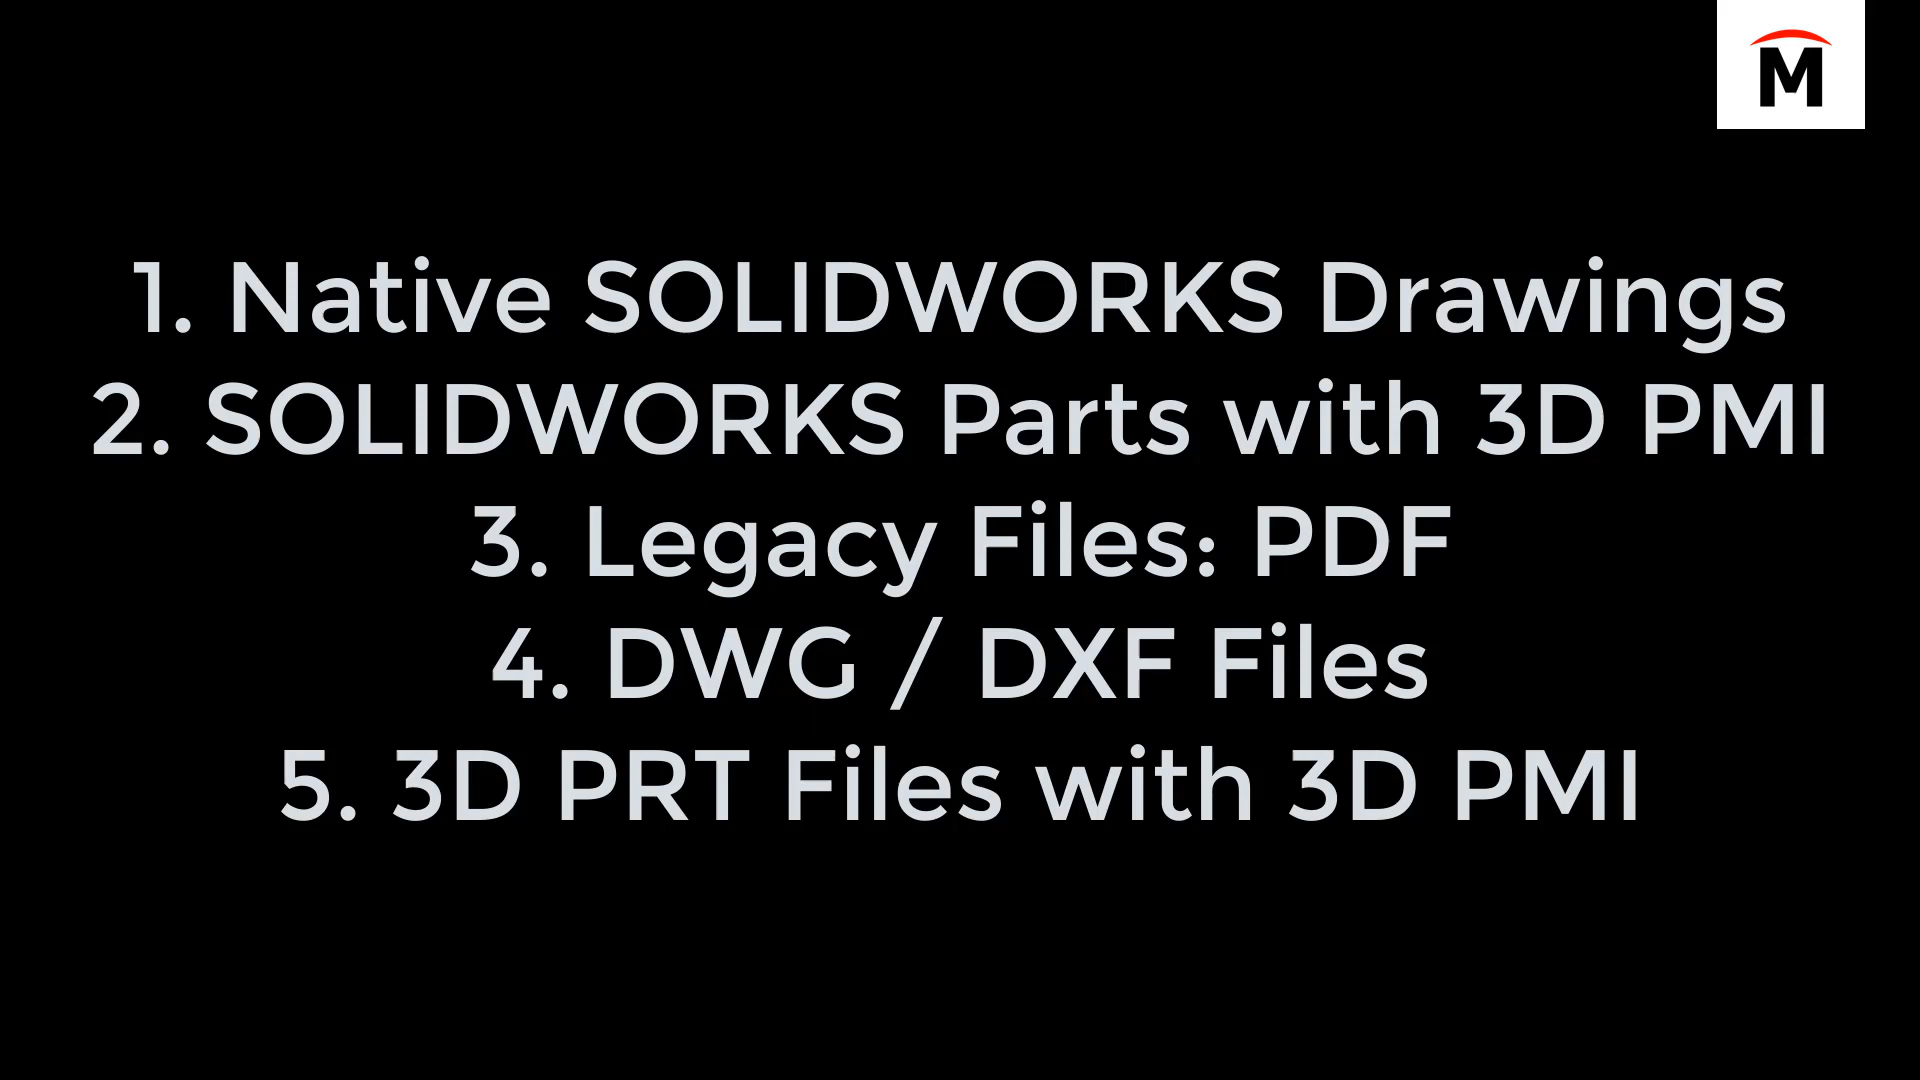 M
1. Native SOLIDWORKS Drawings
2. SOLIDWORKS Parts with 3D PMI
3. Legacy Files: PDF
4. DWG / DXF Files
5. 3D PRT Files with 3D PMI